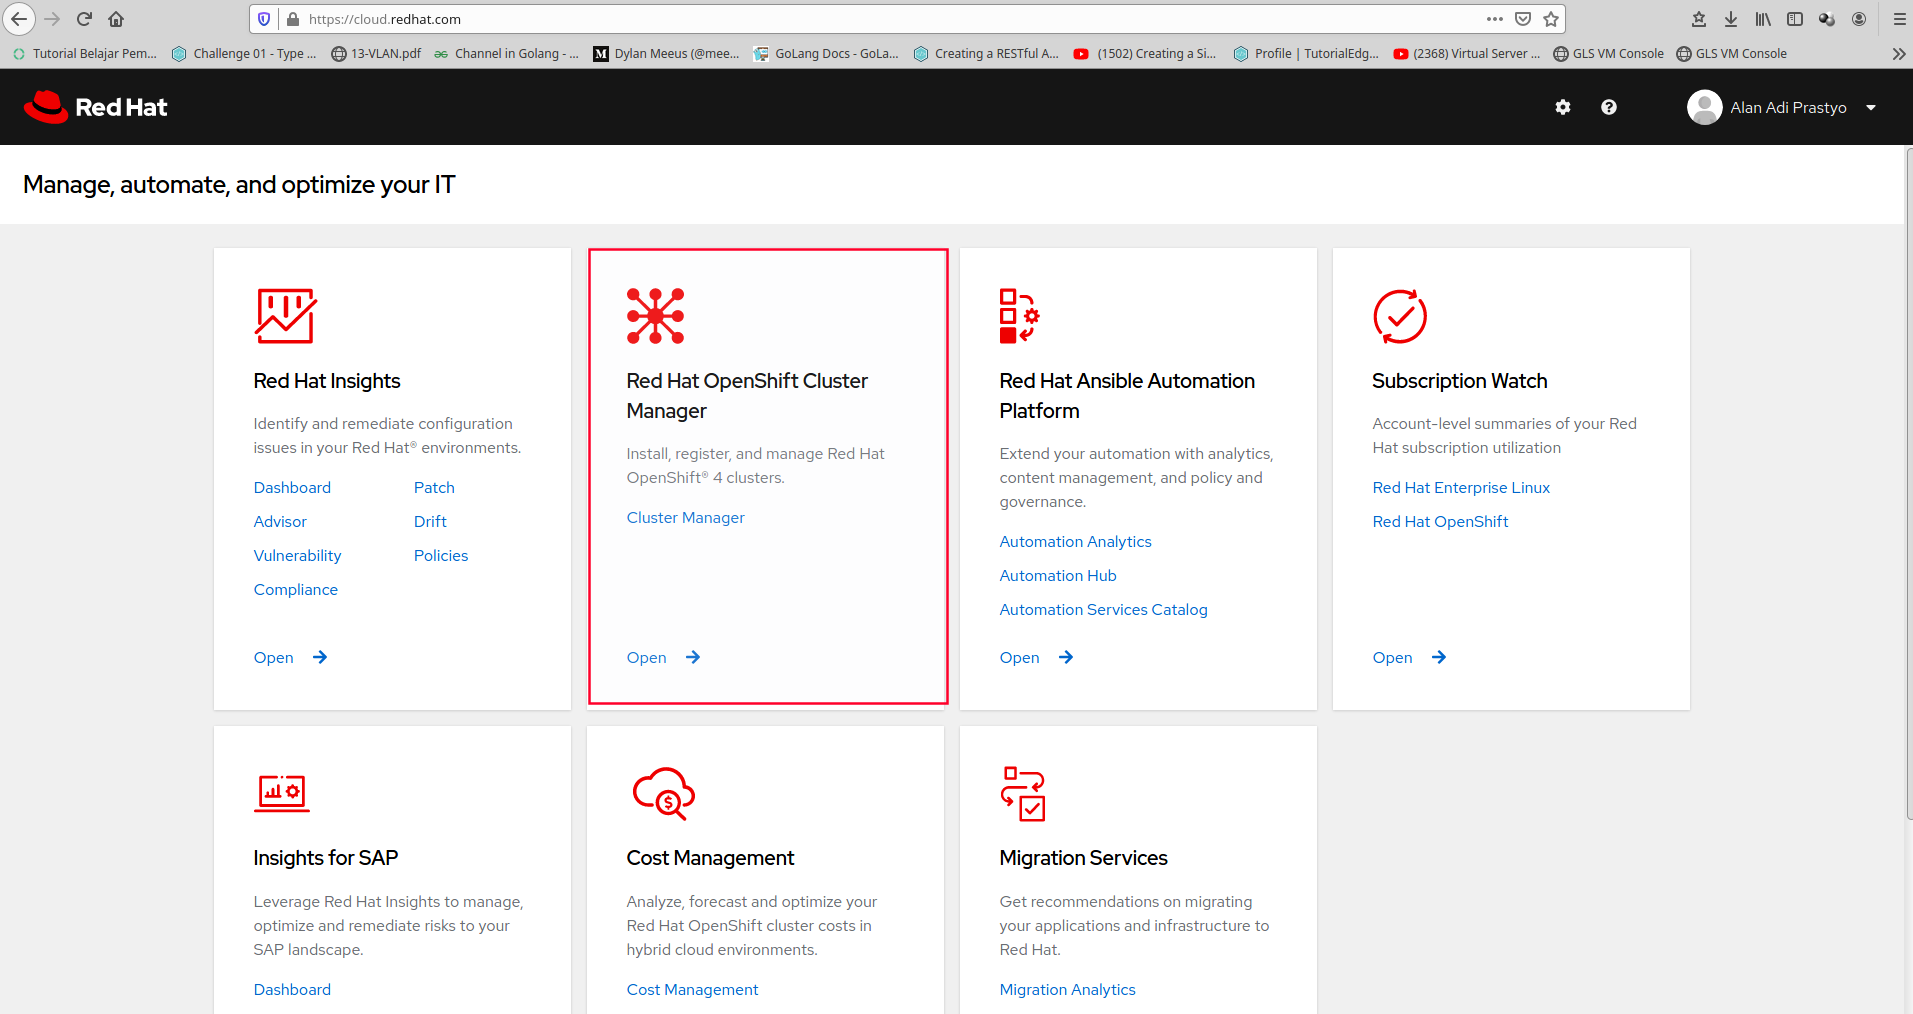 https://cloud.redhat.com
Tutorial Belajar Pem...
Challenge 01 - Type ...
13-VLAN.pdf
Channel in Golang - ...
Dylan Meeus (@mee...
GoLang Docs - GoLa...
Creating a RESTful A...
(1502) Creating a Si...
Profile | TutorialEdg...
(2368) Virtual Server ...
GLS VM Console
GLS VM Console
Red Hat
Alan Adi Prastyo
Manage, automate, and optimize your IT
Red Hat Insights
Identify and remediate configuration
issues in your Red Hat® environments.
Dashboard
Patch
Advisor
Drift
Vulnerability
Policies
Compliance
Open
Red Hat OpenShift Cluster
Manager
Install, register, and manage Red Hat
OpenShift® 4 clusters.
Cluster Manager
Open
Red Hat Ansible Automation
Platform
Extend your automation with analytics,
content management, and policy and
governance.
Automation Analytics
Automation Hub
Automation Services Catalog
Open
Subscription Watch
Account-level summaries of your Red
Hat subscription utilization
Red Hat Enterprise Linux
Red Hat OpenShift
Open
Insights for SAP
Leverage Red Hat Insights to manage,
optimize and remediate risks to your
SAP landscape.
Dashboard
Cost Management
Analyze, forecast and optimize your
Red Hat OpenShift cluster costs in
hybrid cloud environments.
Cost Management
Migration Services
Get recommendations on migrating
your applications and infrastructure to
Red Hat.
Migration Analytics